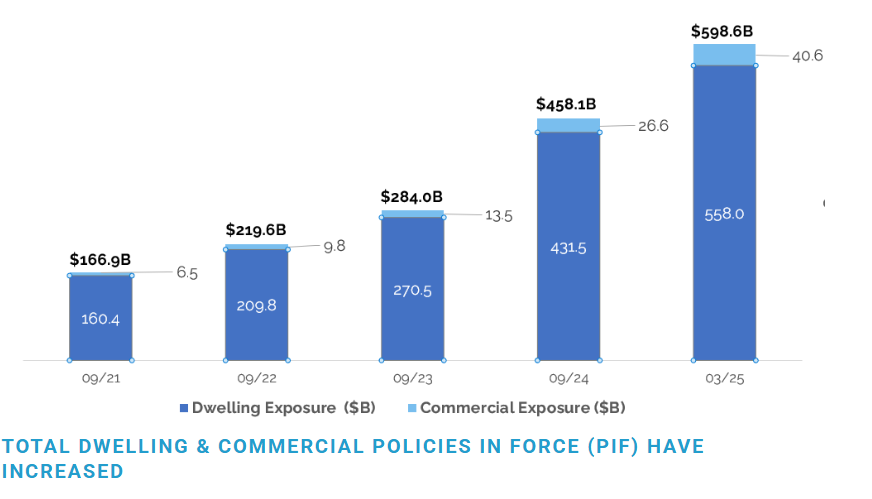 $598.6B
40.6
$458.1B
26.6
558.0
$284.0B
13.5
431.5
$219.6B
9.8
270.5
$166.9B
6.5
209.8
160.4
09/21 09/22 09/23 09/24 03/25
Dwelling Exposure ($B) Commercial Exposure ($B)
TOTAL DWELLING & COMMERCIAL POLICIES IN FORCE (PIF) HAVE
INCREASED